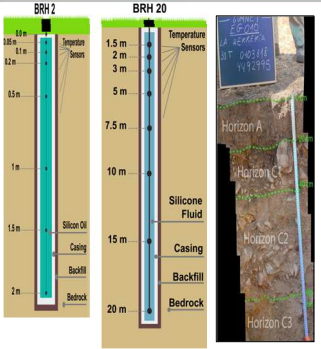 BRH 2
0.0 m
0.05 m
0.1 m
0.2 m
0.5 m
1 m
1.5 m
2 m
Temperature
Sensors
Silicon Oil
Casing
Backfill
Bedrock
BRH 20
1.5 m
2 m
3 m
5 m
7.5 m
10 m
15 m
20 m
Temperature
Sensors
Silicone
Fluid
Casing
Backfill
Bedrock
0403118
4492995
Horizon A
Horizon C1
Horizon C2
Horizon C3